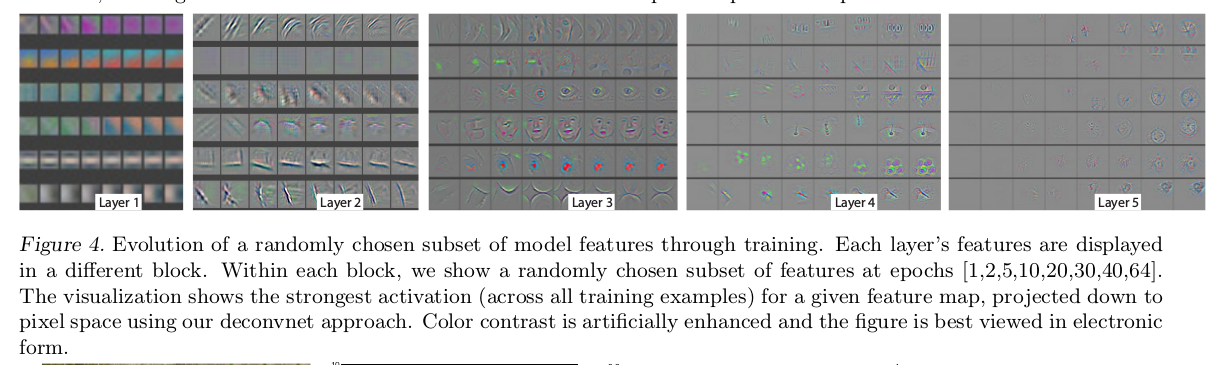 Layer 1
Layer 2
Layer 3
Layer 4
Layer 5
Figure 4. Evolution of a randomly chosen subset of model features through training. Each layer's features are displayed
in a different block. Within each block, we show a randomly chosen subset of features at epochs [1,2,5,10,20,30,40,64].
The visualization shows the strongest activation (across all training examples) for a given feature map, projected down to
pixel space using our deconvnet approach. Color contrast is artificially enhanced and the figure is best viewed in electronic
form.